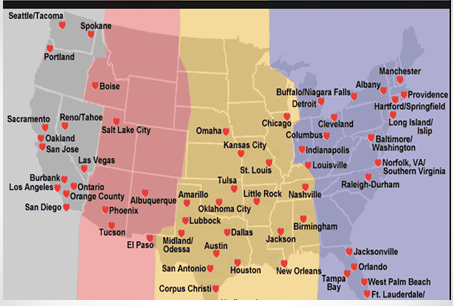 Seattle/Tacoma
Spokane
Portland
Manchester
Buffalo/Niagara Falls
Albany
Boise
Detroit
Providence
Hartford/Springfield
Sacramento
Reno/Tahoe
Salt Lake City
Chicago
Cleveland
Long Island/
Islip
Omaha
Columbus
Oakland
Baltimore/
Washington
San Jose
Kansas City
Indianapolis
Las Vegas
St. Louis
Louisville
Norfolk, VA/
Southern Virginia
Burbank
Los Angeles
Ontario
Tulsa
Raleigh-Durham
Orange County
Albuquerque
Amarillo
Little Rock
Nashville
San Diego
Phoenix
Oklahoma City
Lubbock
Birmingham
Tucson
El Paso
Midland/
Odessa
Dallas
Jackson
Austin
Jacksonville
San Antonio
Houston
New Orleans
Orlando
Tampa
Bay
West Palm Beach
Corpus Christi
Ft. Lauderdale/